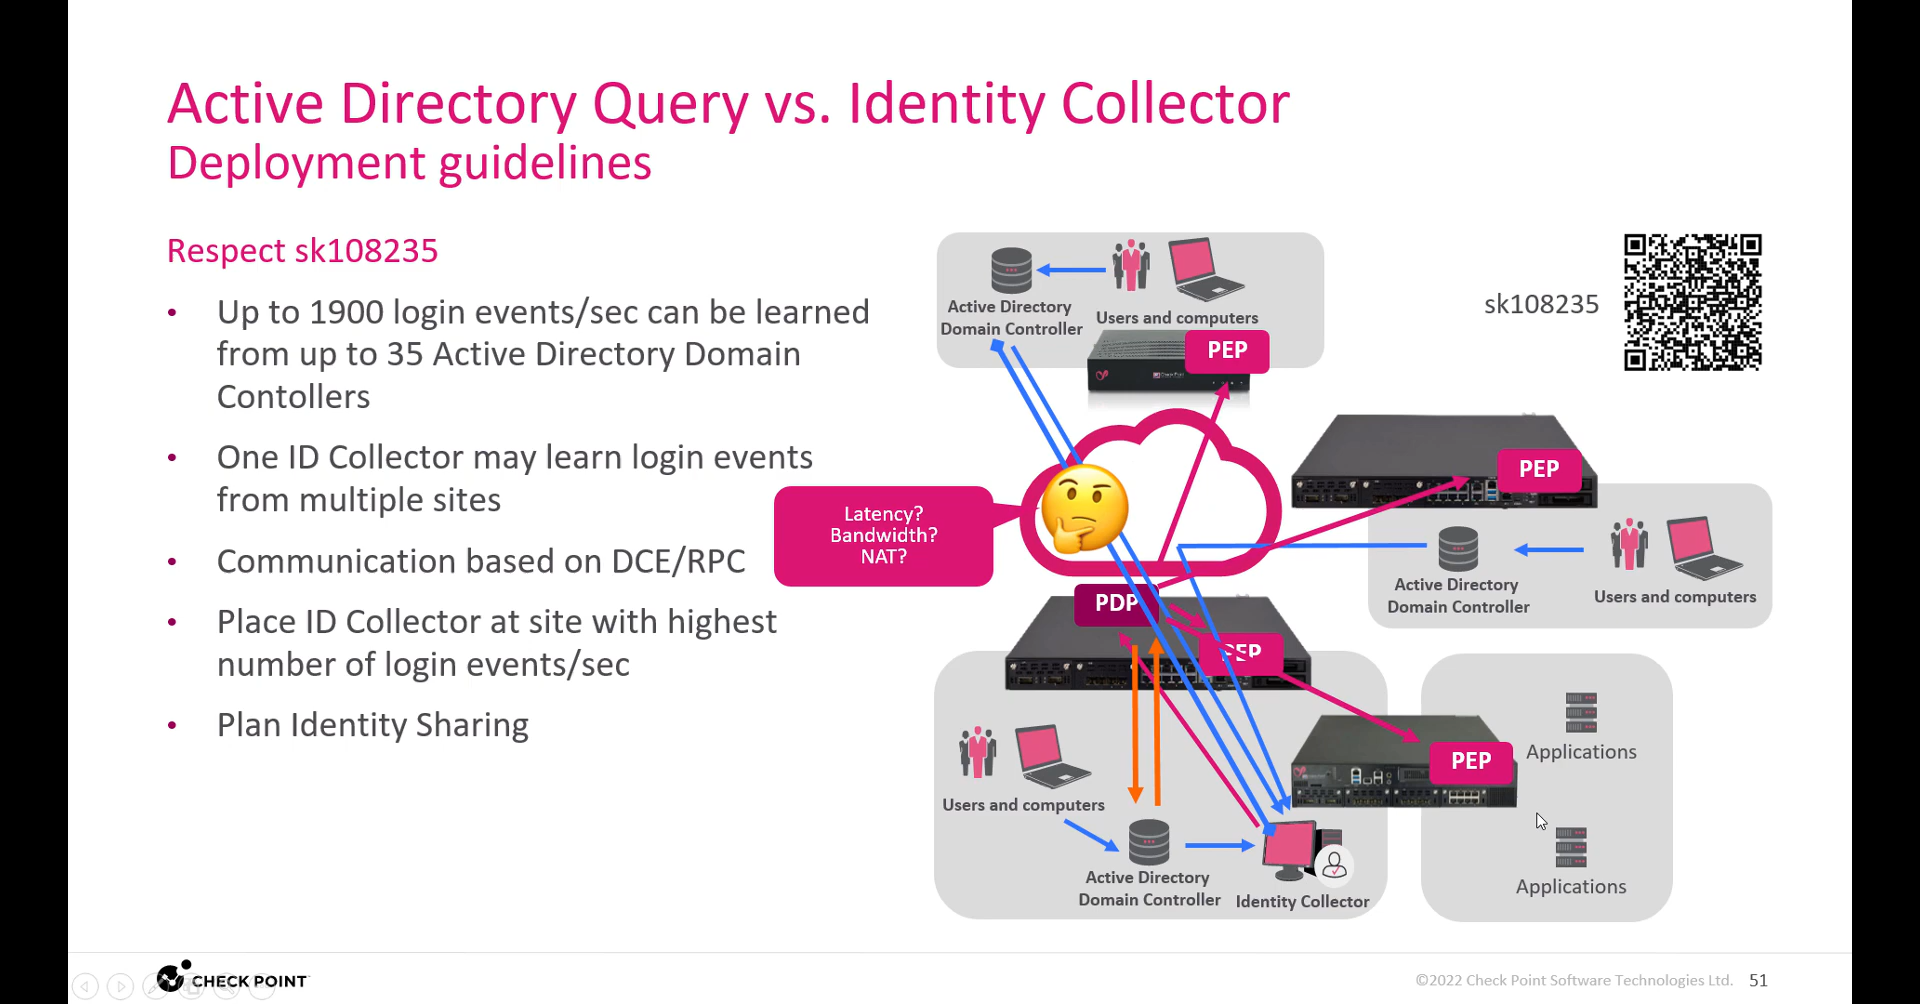 Active Directory Query vs. Identity Collector
Deployment guidelines
Respect sk108235
• Up to 1900 login events/sec can be learned
from up to 35 Active Directory Domain
Contollers
• One ID Collector may learn login events
from multiple sites
• Communication based on DCE/RPC
• Place ID Collector at site with highest
number of login events/sec
• Plan Identity Sharing
Active Directory
Domain Controller
Users and computers
PEP
sk108235
PEP
Latency?
Bandwidth?
NAT?
Active Directory
Domain Controller
Users and computers
PDP
PEP
PEP
Users and computers
Active Directory
Domain Controller
Identity Collector
Applications
Applications
CHECK POINT
©2022 Check Point Software Technologies Ltd.
51